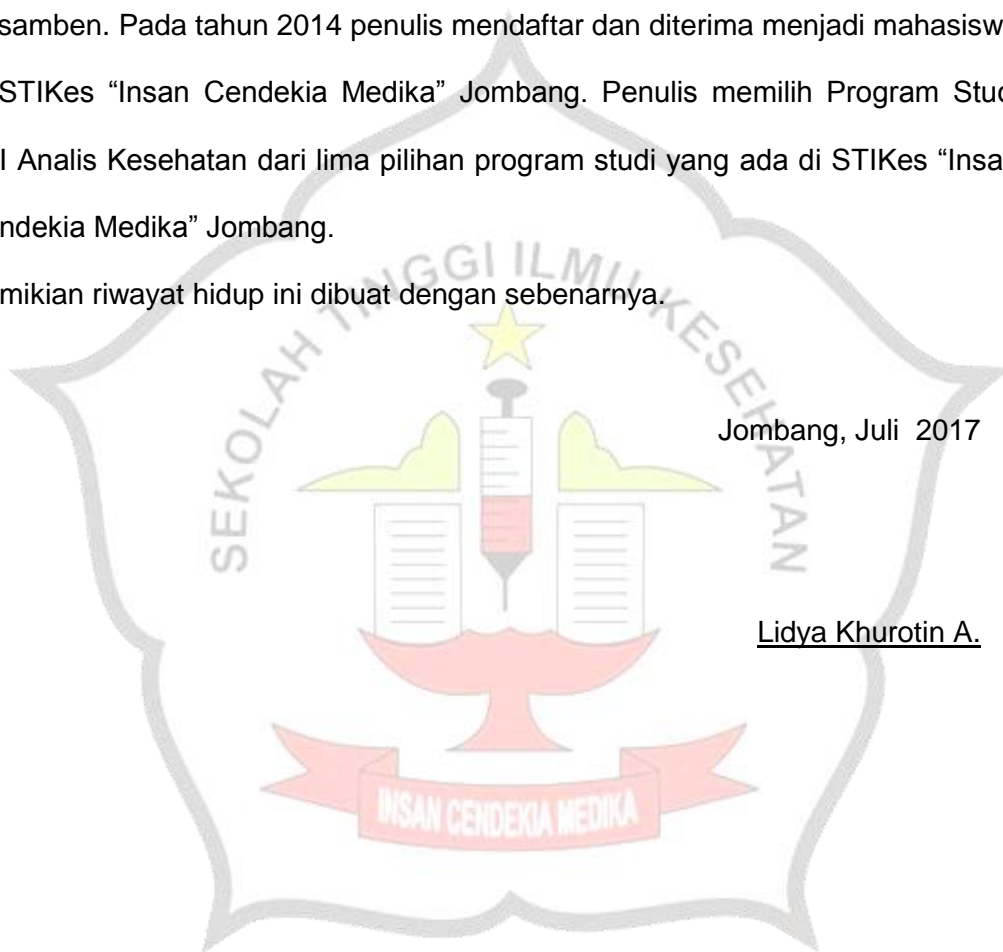 samben. Pada tahun 2014 penulis mendaftar dan diterima menjadi mahasisw
STIKes “Insan Cendekia Medika” Jombang. Penulis memilih Program Stud
I Analis Kesehatan dari lima pilihan program studi yang ada di STIKes “Insa
ndekia Medika” Jombang.
mikian riwayat hidup ini dibuat dengan sebenarnya.
SEKOLAH TINGGI ILMU KESEHATAN
Jombang, Juli  2017
Lidya Khurotin A.
INSAN CENDEKIA MEDIKA